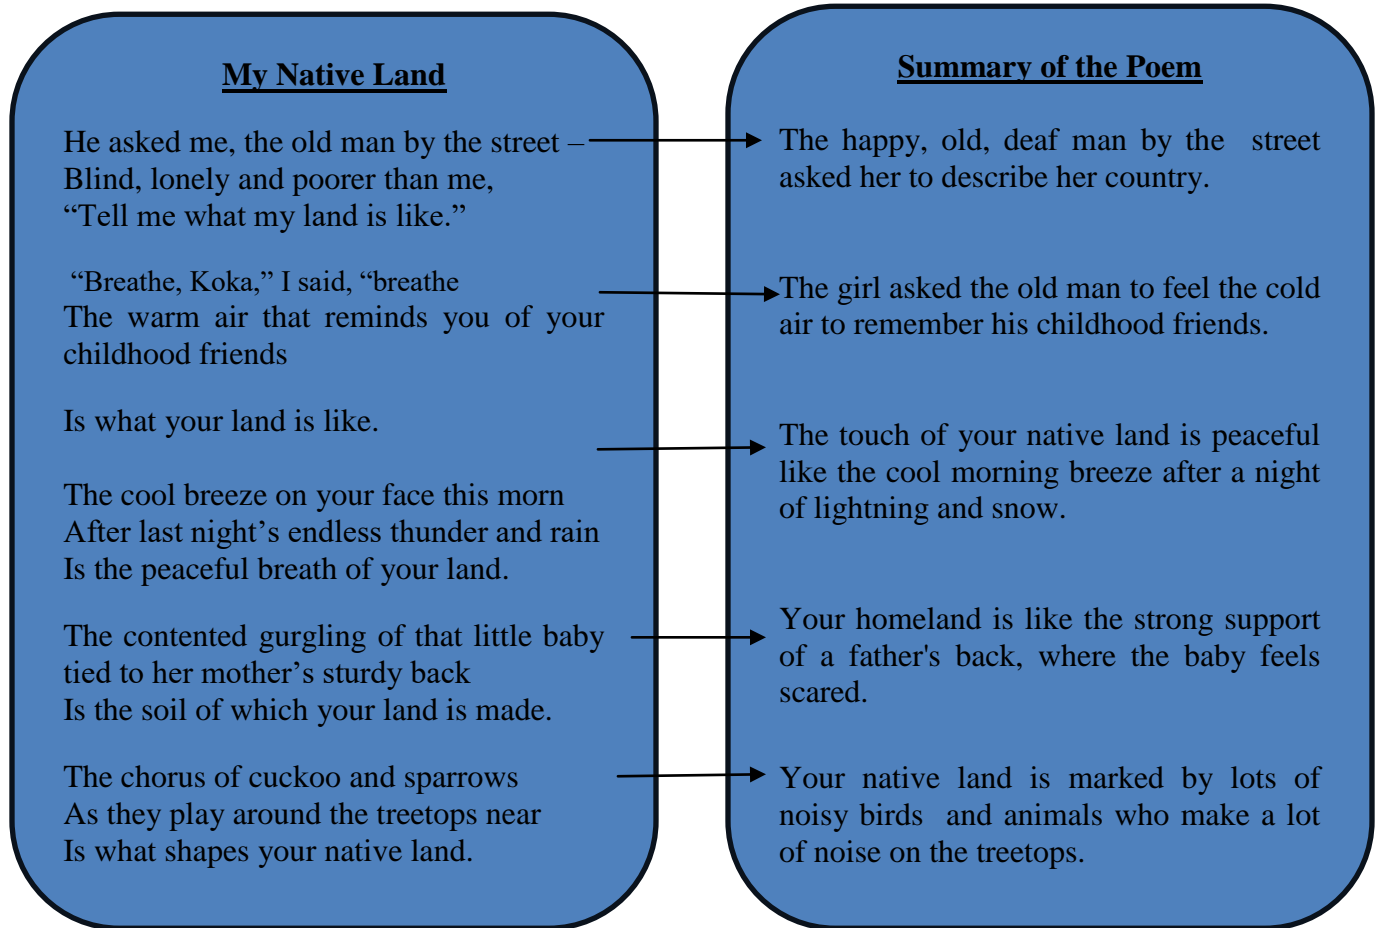 My Native Land
He asked me, the old man by the street –
Blind, lonely and poorer than me,
“Tell me what my land is like.”
“Breathe, Koka,” I said, “breathe
The warm air that reminds you of your
childhood friends
Is what your land is like.
The cool breeze on your face this morn
After last night’s endless thunder and rain
Is the peaceful breath of your land.
The contented gurgling of that little baby
tied to her mother’s sturdy back
Is the soil of which your land is made.
The chorus of cuckoo and sparrows
As they play around the treetops near
Is what shapes your native land.
Summary of the Poem
The happy, old, deaf man by the street
asked her to describe her country.
The girl asked the old man to feel the cold
air to remember his childhood friends.
The touch of your native land is peaceful
like the cool morning breeze after a night
of lightning and snow.
Your homeland is like the strong support
of a father's back, where the baby feels
scared.
Your native land is marked by lots of
noisy birds and animals who make a lot
of noise on the treetops.